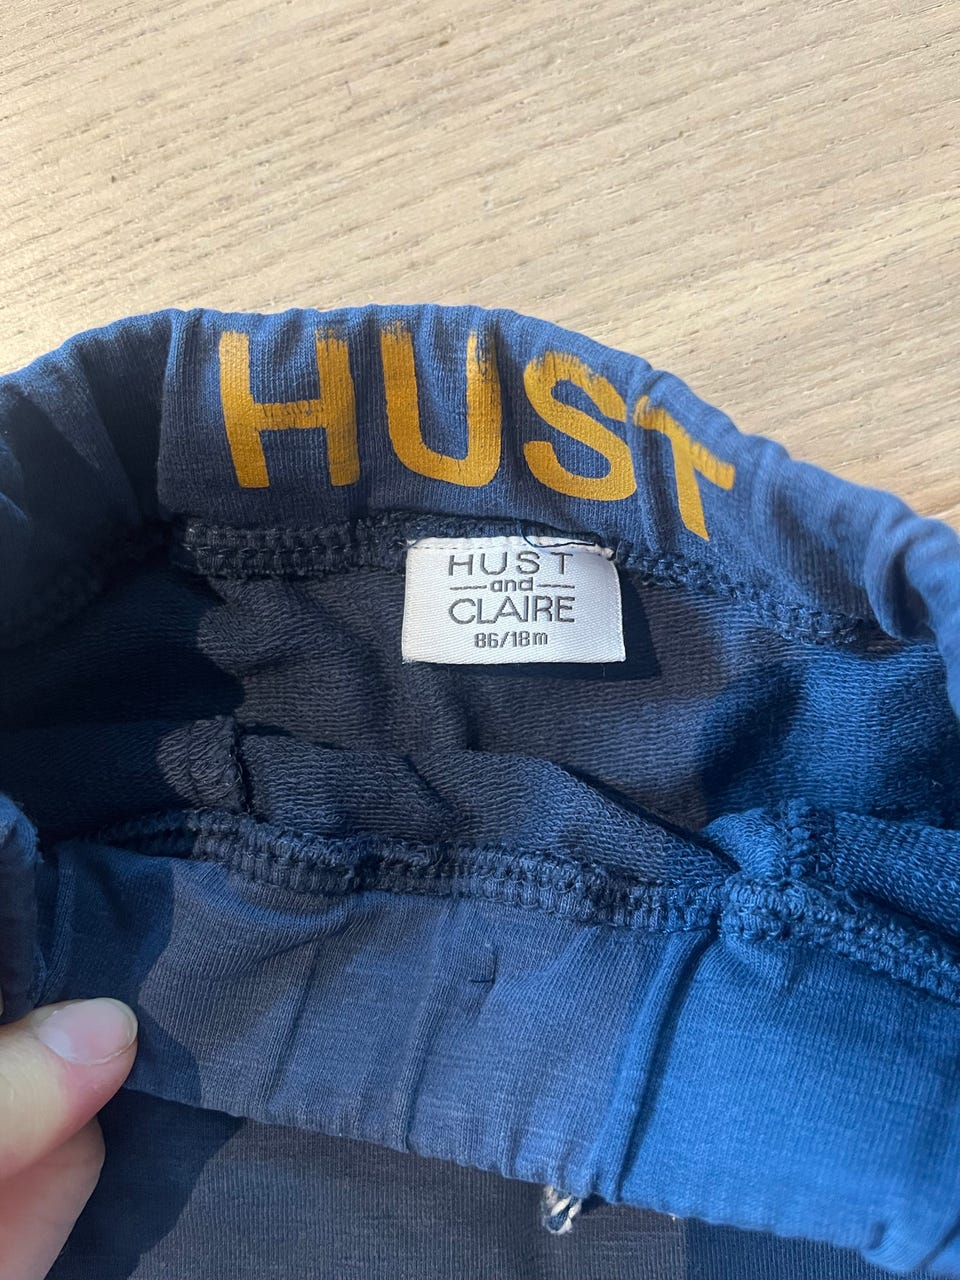 HUST
HUST
and
CLAIRE
86/18m